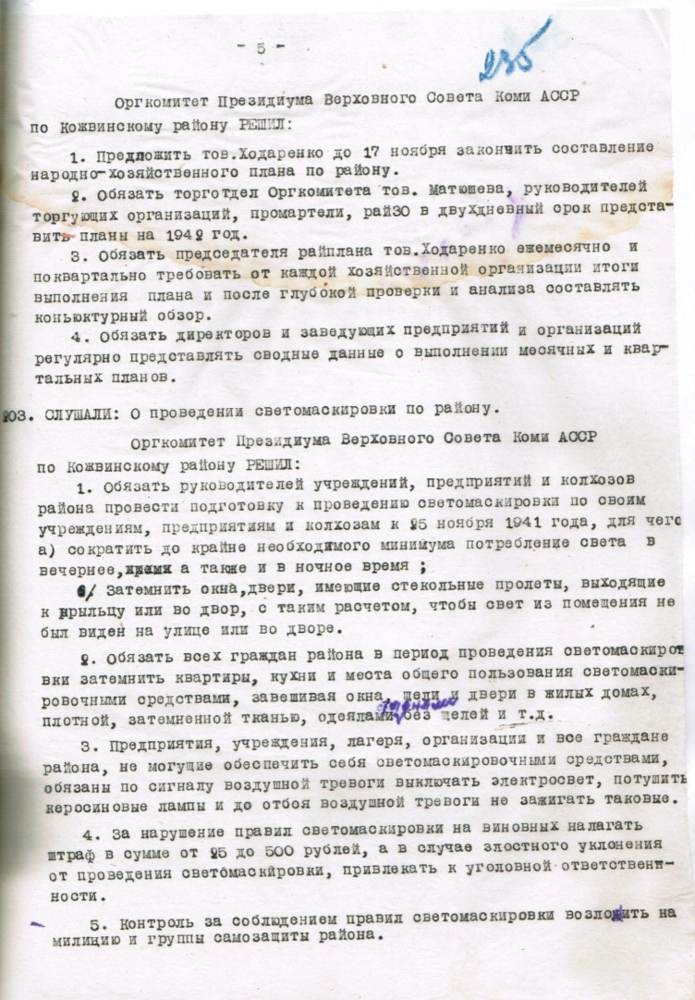 - 5 -
235
Оргкомитет Президиума Верховного Совета Коми АССР
по Кожвинскому району РЕШИЛ:
1. Предложить тов.Ходаренко до 17 ноября закончить составление
народно-хозяйственного плана по району.
2. Обязать торготдел Оргкомитета тов. Матюшева, руководителей
торгующих организаций, промартели, райЗО в двухдневный срок предста-
вить планы на 1942 год.
3. Обязать председателя райплана тов.Ходаренко ежемесячно и
поквартально требовать от каждой хозяйственной организации итоги
выполнения плана и после глубокой проверки и анализа составлять
коньюктурный обзор.
4. Обязать директоров и заведующих предприятий и организаций
регулярно представлять сводные данные о выполнении месячных и квар-
тальных планов.
203. СЛУШАЛИ: О проведении светомаскировки по району.
Оргкомитет Президиума Верховного Совета Коми АССР
по Кожвинскому району РЕШИЛ:
1. Обязать руководителей учреждений, предприятий и колхозов
района провести подготовку к проведению светомаскировки по своим
учреждениям, предприятиям и колхозам к 25 ноября 1941 года, для чего
а) сократить до крайне необходимого минимума потребление света в
вечернее, а также и в ночное время ;
б/ Затемнить окна,двери, имеющие стекольные пролеты, выходящие
к крыльцу или во двор, с таким расчетом, чтобы свет из помещения не
был виден на улице или во дворе.
2. Обязать всех граждан района в период проведения светомаскиров
вки затемнить квартиры, кухни и места общего пользования светомаски-
ровочными средствами, завешивая окна, щели и двери в жилых домах,
плотной, затемненной тканью, одеялами без щелей и т.д.
3. Предприятия, учреждения, лагеря, организации и все граждане
района, не могущие обеспечить себя светомаскировочными средствами,
обязаны по сигналу воздушной тревоги выключать электросвет, потушить
керосиновые лампы и до отбоя воздушной тревоги не зажигать таковые.
4. За нарушение правил светомаскировки на виновных налагать
штраф в сумме от 25 до 500 рублей, а в случае злостного уклонения
от проведения светомаскировки, привлекать к уголовной ответственн-
ности.
5. Контроль за соблюдением правил светомаскировки возложить на
милицию и группы самозащиты района.